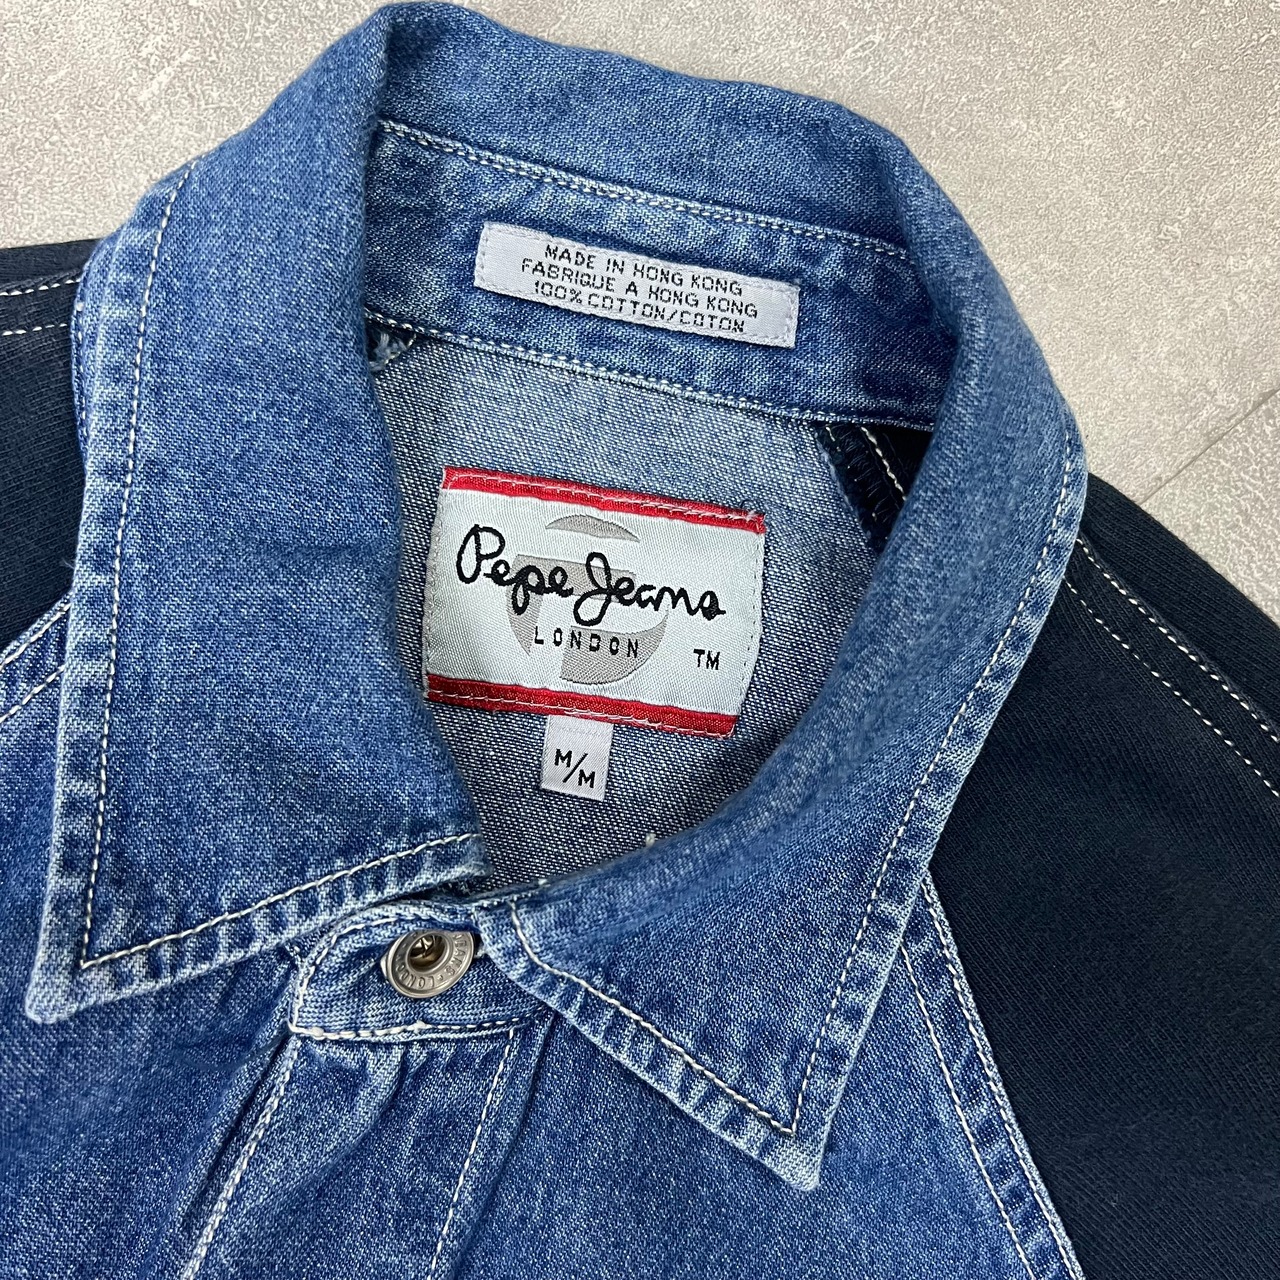 MADE IN HONG KONG
FABRIQUE A HONG KONG
100% COTTON/COTON
Pepe Jeans
LONDON
TM
M/M